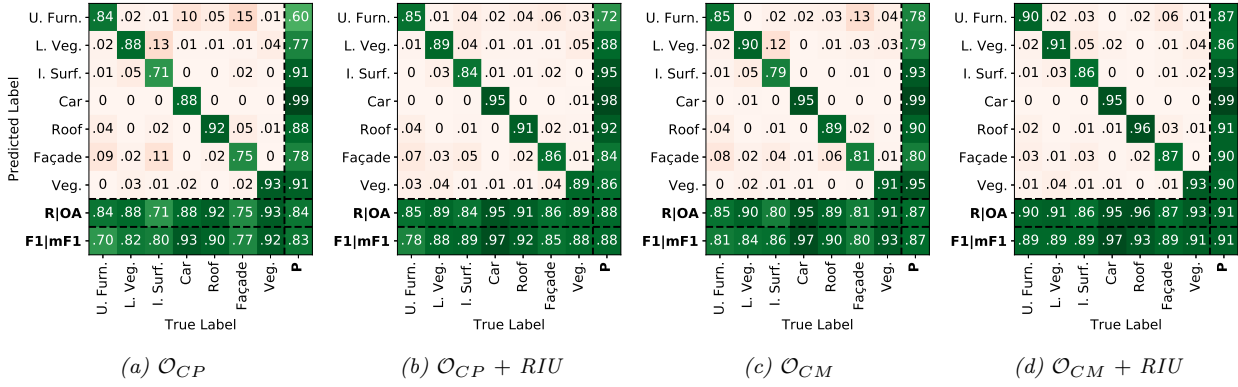 U. Furn. .84 .02 .01 .10 .05 .15 .01 .60
L. Veg. .02 .88 .13 .01 .01 .01 .04 .77
I. Surf. .01 .05 .71 0 0 .02 0 .91
Car 0 0 0 .88 0 0 0 .99
Roof .04 0 .02 0 .92 .05 .01 .88
Façade .09 .02 .11 0 .02 .75 0 .78
Veg. 0 .03 .01 .02 0 .02 .93 .91
R|OA .84 .88 .71 .88 .92 .75 .93 .84
F1|mF1 .70 .82 .80 .93 .90 .77 .92 .83
U. Furn. L. Veg. I. Surf. Car Roof Façade Veg. P
Predicted Label
True Label
(a) 𝒪CP
U. Furn. .85 .01 .02 .04 .04 .06 .02 .72
L. Veg. .01 .89 .04 .01 .01 .01 .05 .88
I. Surf. .01 .03 .84 0 .01 .01 0 .95
Car 0 0 0 .95 0 0 .01 .98
Roof .04 0 .01 .01 .91 .02 .01 .92
Façade .07 .03 .05 0 .02 .86 .02 .84
Veg. .03 .04 .01 .01 .01 .04 .89 .86
R|OA .85 .89 .84 .95 .91 .86 .89 .88
F1|mF1 .78 .88 .89 .97 .92 .85 .88 .88
U. Furn. L. Veg. I. Surf. Car Roof Façade Veg. P
True Label
(b) 𝒪CP + RIU
U. Furn. .85 .02 .03 0 .04 .13 .04 .78
L. Veg. .02 .90 .12 0 .01 .03 .03 .79
I. Surf. .01 .05 .79 0 0 .02 0 .93
Car 0 .01 0 .95 0 0 0 .99
Roof .04 0 .01 .02 .89 .02 .01 .90
Façade .08 .02 .04 .01 .06 .81 .01 .80
Veg. 0 .01 0 .02 0 0 .91 .95
R|OA .85 .90 .80 .95 .89 .81 .91 .87
F1|mF1 .81 .84 .86 .97 .90 .80 .93 .87
U. Furn. L. Veg. I. Surf. Car Roof Façade Veg. P
True Label
(c) 𝒪CM
U. Furn. .90 .02 .03 0 .02 .06 .01 .87
L. Veg. .02 .91 .05 .02 0 .01 .04 .86
I. Surf. .01 .03 .86 0 0 .01 0 .93
Car 0 0 0 .95 0 0 0 .99
Roof .04 0 .01 .01 .96 .03 .01 .91
Façade .03 .01 .03 0 .02 .87 0 .90
Veg. .01 .04 .01 .01 0 .02 .93 .90
R|OA .90 .91 .86 .95 .96 .87 .93 .91
F1|mF1 .89 .89 .89 .97 .93 .89 .91 .91
U. Furn. L. Veg. I. Surf. Car Roof Façade Veg. P
True Label
(d) 𝒪CM + RIU